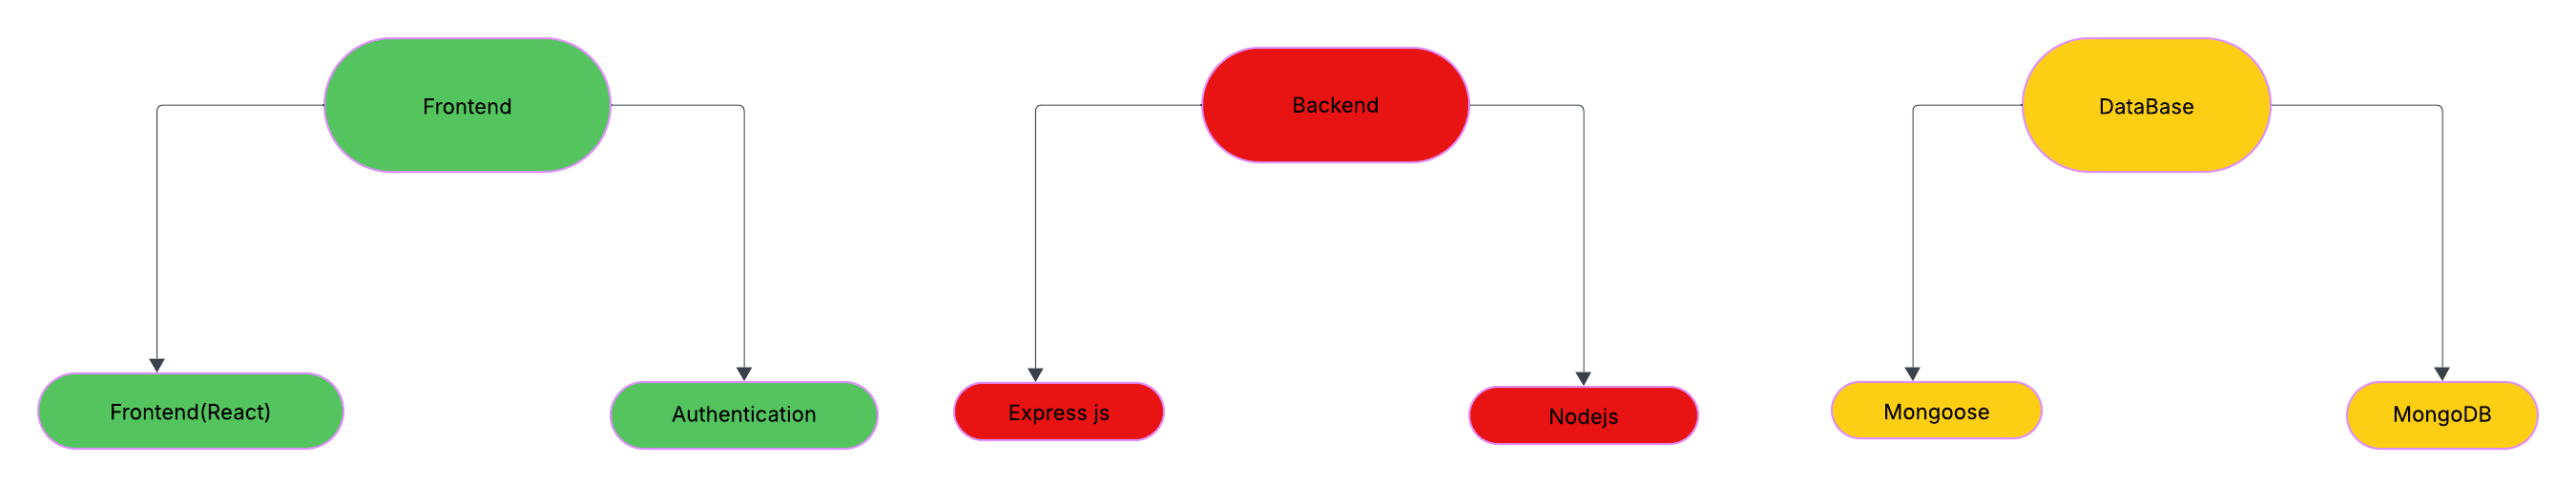 Frontend
Backend
DataBase
Frontend(React)
Authentication
Express js
Nodejs
Mongoose
MongoDB